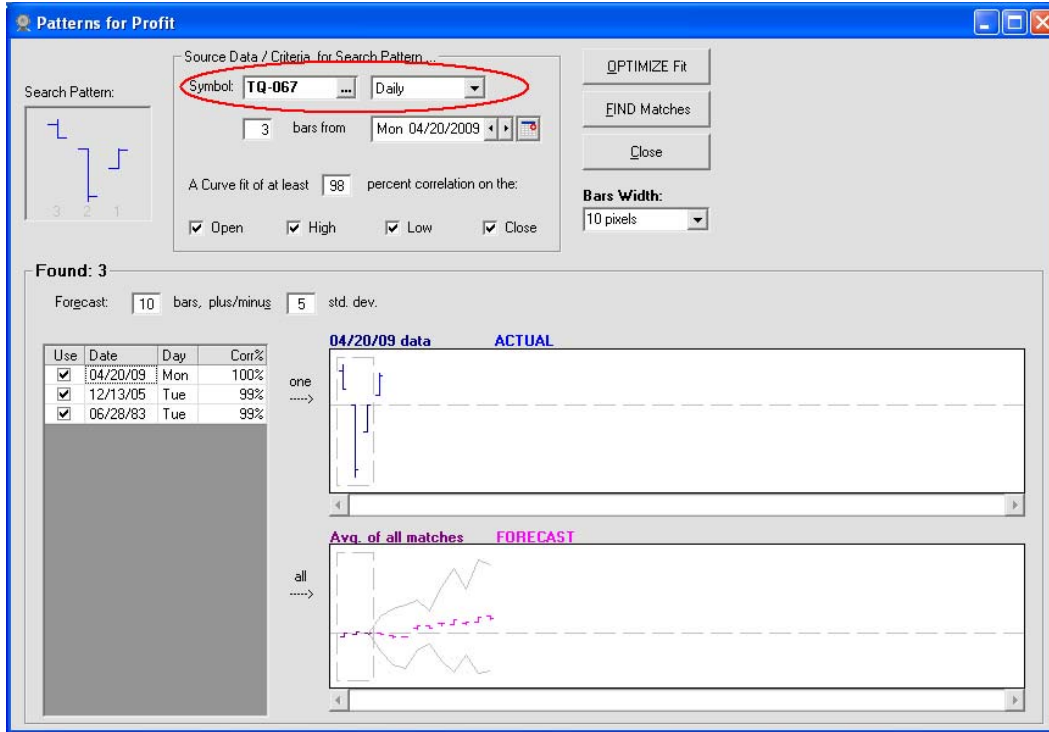 Patterns for Profit
Source Data / Criteria for Search Pattern ...
Symbol: TQ-067 ... Daily
OPTIMIZE Fit
Search Pattern:
3 bars from Mon 04/20/2009
FIND Matches
Close
A Curve fit of at least 98 percent correlation on the:
Bars Width:
10 pixels
3 2 1
Open High Low Close
Found: 3
Forecast: 10 bars, plus/minus 5 std. dev.
04/20/09 data ACTUAL
Use Date Day Corr%
04/20/09 Mon 100%
12/13/05 Tue 99%
06/28/83 Tue 99%
one
----->
Avg. of all matches FORECAST
all
----->